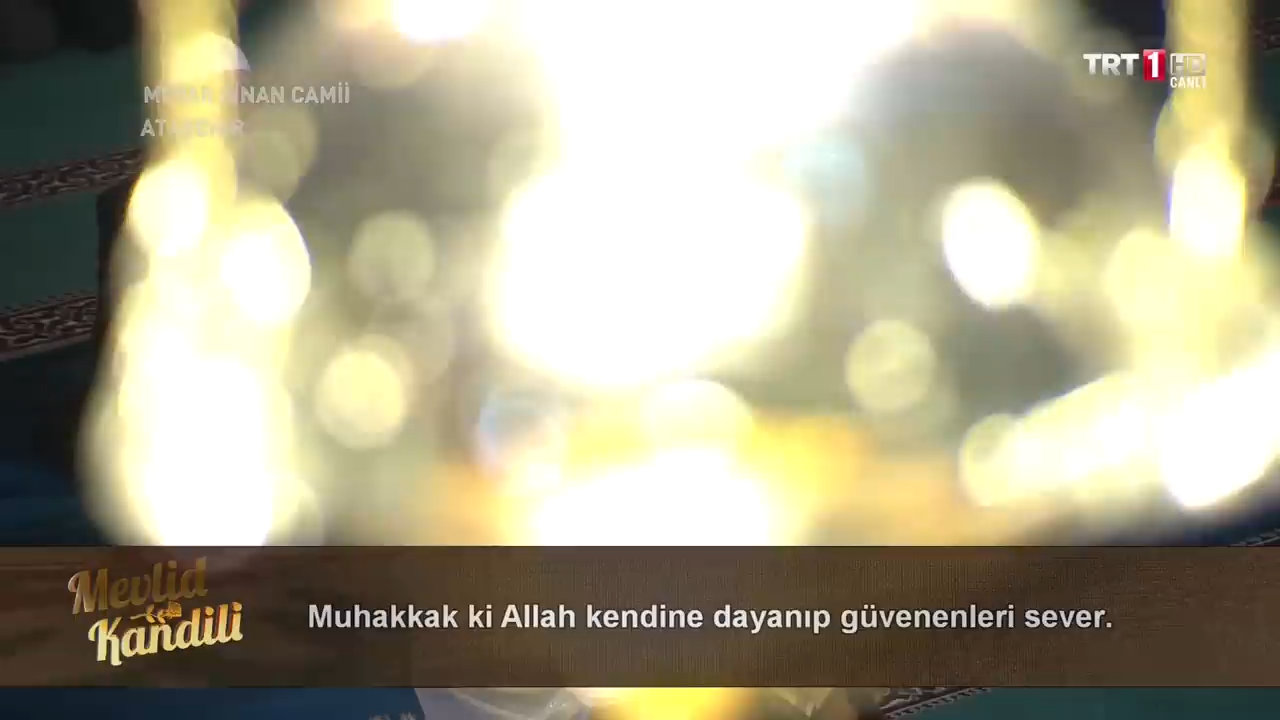 TRT 1 HD
CANLI
CAMİİ
Mevlid
Kandili
Muhakkak ki Allah kendine dayanıp güvenenleri sever.